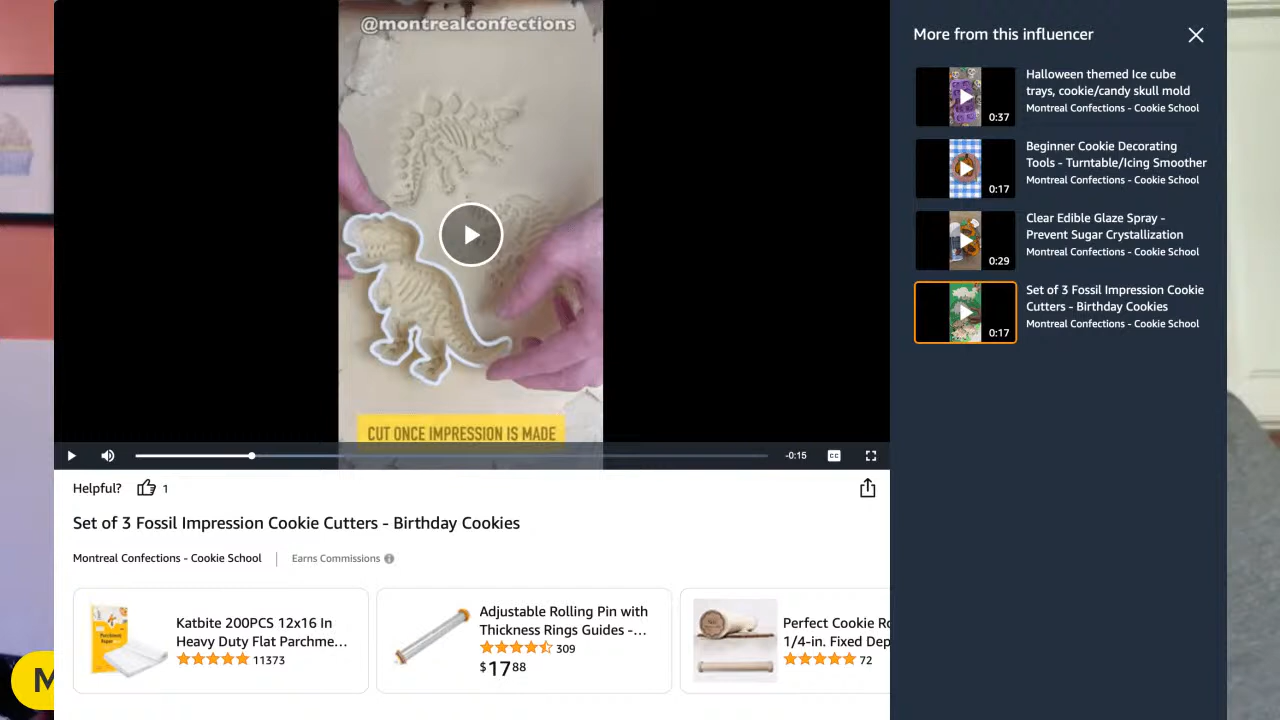 @montrealconfections
CUT ONCE IMPRESSION IS MADE
-0:15
CC
Helpful?
1
Set of 3 Fossil Impression Cookie Cutters - Birthday Cookies
Montreal Confections - Cookie School
Earns Commissions
Katbite 200PCS 12x16 In
Heavy Duty Flat Parchme...
11373
Adjustable Rolling Pin with
Thickness Rings Guides -...
309
$17 88
Perfect Cookie Ro
1/4-in. Fixed Dep
72
More from this influencer
Halloween themed Ice cube
trays, cookie/candy skull mold
Montreal Confections - Cookie School
0:37
Beginner Cookie Decorating
Tools - Turntable/Icing Smoother
Montreal Confections - Cookie School
0:17
Clear Edible Glaze Spray -
Prevent Sugar Crystallization
Montreal Confections - Cookie School
0:29
Set of 3 Fossil Impression Cookie
Cutters - Birthday Cookies
Montreal Confections - Cookie School
0:17
M